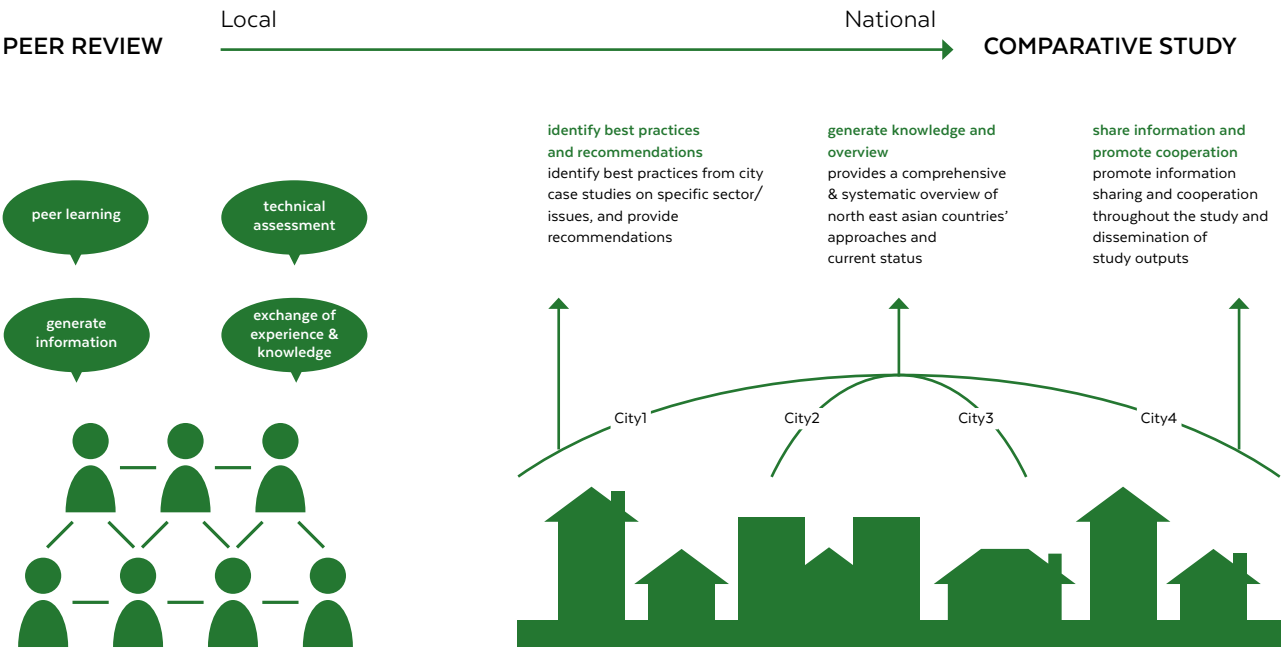 Local
National
PEER REVIEW
COMPARATIVE STUDY
peer learning
technical
assessment
generate
information
exchange of
experience &
knowledge
identify best practices
and recommendations
identify best practices from city
case studies on specific sector/
issues, and provide
recommendations
generate knowledge and
overview
provides a comprehensive
& systematic overview of
north east asian countries’
approaches and
current status
share information and
promote cooperation
promote information
sharing and cooperation
throughout the study and
dissemination of
study outputs
City1
City2
City3
City4